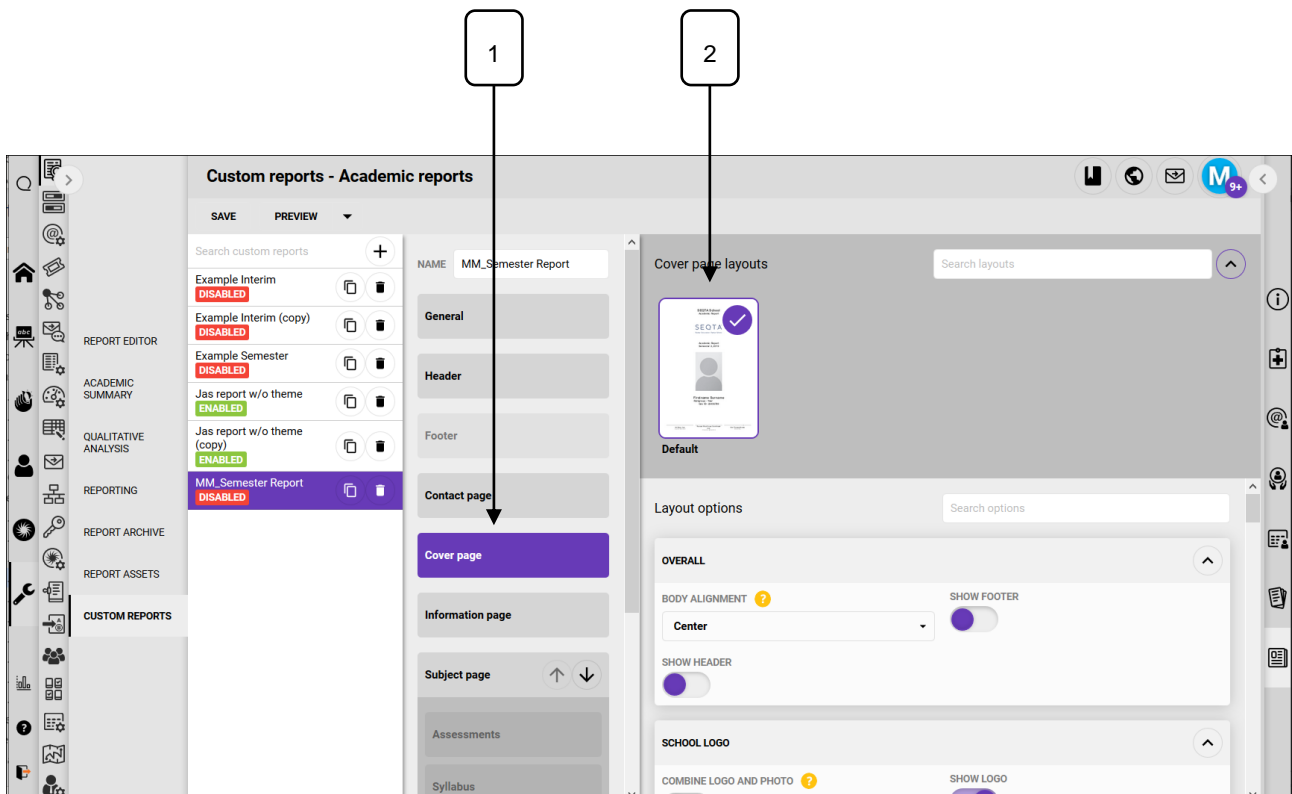 1
2
Custom reports - Academic reports
M
9+
SAVE
PREVIEW
Search custom reports
Example Interim
DISABLED
Example Interim (copy)
DISABLED
Example Semester
DISABLED
Jas report w/o theme
ENABLED
Jas report w/o theme
(copy)
ENABLED
MM_Semester Report
DISABLED
REPORT EDITOR
ACADEMIC
SUMMARY
QUALITATIVE
ANALYSIS
REPORTING
REPORT ARCHIVE
REPORT ASSETS
CUSTOM REPORTS
abc
NAME
MM_Semester Report
General
Header
Footer
Contact page
Cover page
Information page
Subject page
Assessments
Syllabus
Cover page layouts
Search layouts
SEQTA
Default
Layout options
Search options
OVERALL
BODY ALIGNMENT ?
Center
SHOW FOOTER
SHOW HEADER
SCHOOL LOGO
COMBINE LOGO AND PHOTO ?
SHOW LOGO